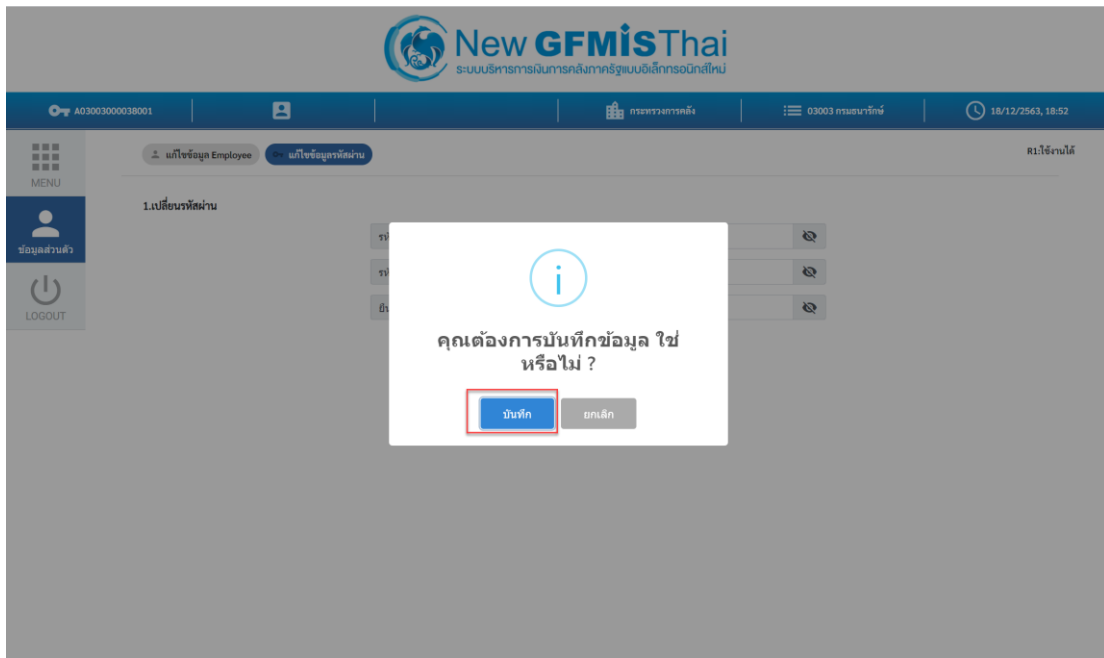 New GFMiS Thai
ระบบบริหารการเงินการคลังภาครัฐแบบอิเล็กทรอนิกส์ใหม่
A03003000038001
กระทรวงการคลัง
03003 กรมธนารักษ์
18/12/2563, 18:52
MENU
แก้ไขข้อมูล Employee
แก้ไขข้อมูลรหัสผ่าน
R1:ใช้งานได้
ข้อมูลส่วนตัว
1.เปลี่ยนรหัสผ่าน
LOGOUT
คุณต้องการบันทึกข้อมูล ใช่
หรือไม่ ?
บันทึก
ยกเลิก